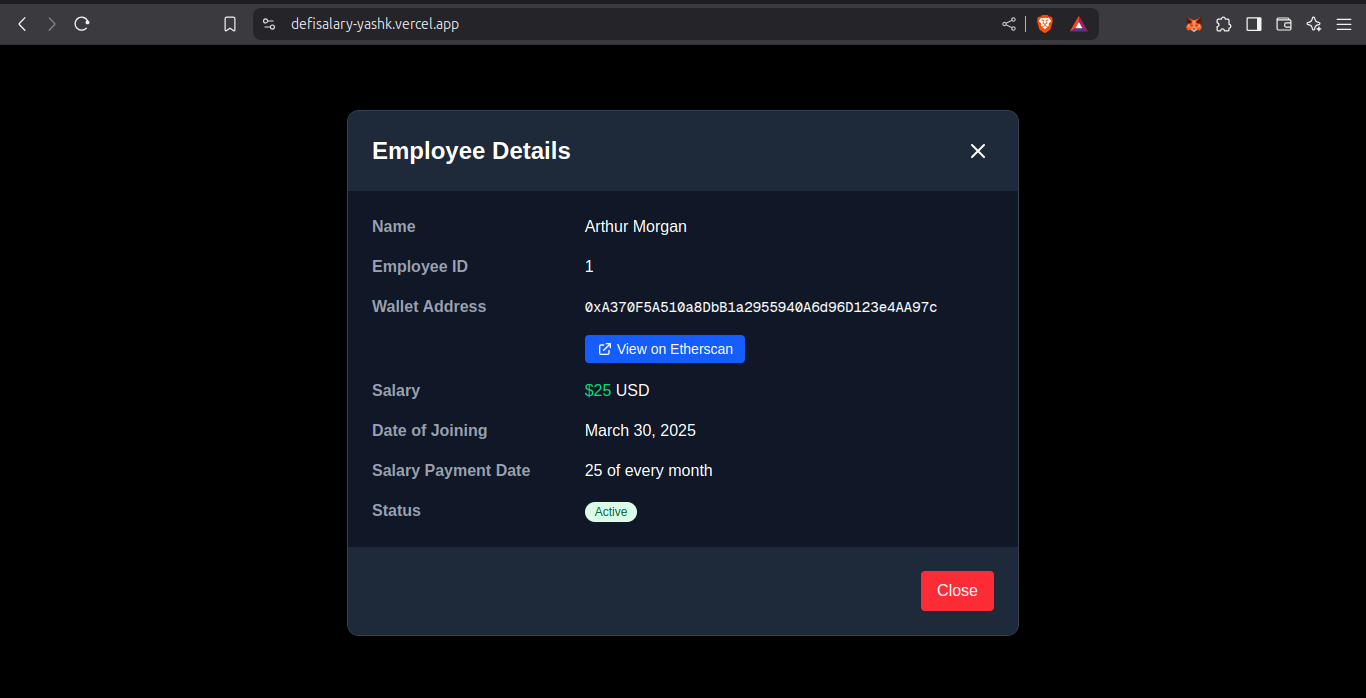 defisalary-yashk.vercel.app
Employee Details
Name Arthur Morgan
Employee ID 1
Wallet Address 0xA370F5A510a8DbB1a2955940A6d96D123e4AA97c
View on Etherscan
Salary $25 USD
Date of Joining March 30, 2025
Salary Payment Date 25 of every month
Status Active
Close